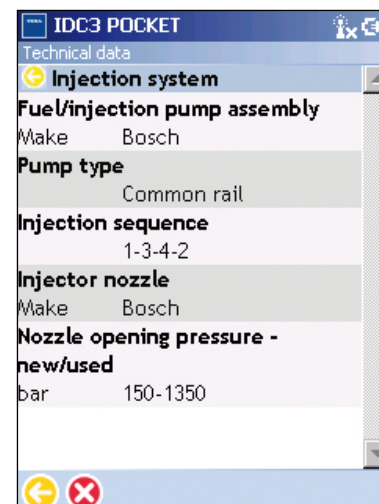 IDC3 POCKET
Technical data
Injection system
Fuel/injection pump assembly
Make Bosch
Pump type
Common rail
Injection sequence
1-3-4-2
Injector nozzle
Make Bosch
Nozzle opening pressure -
new/used
bar 150-1350